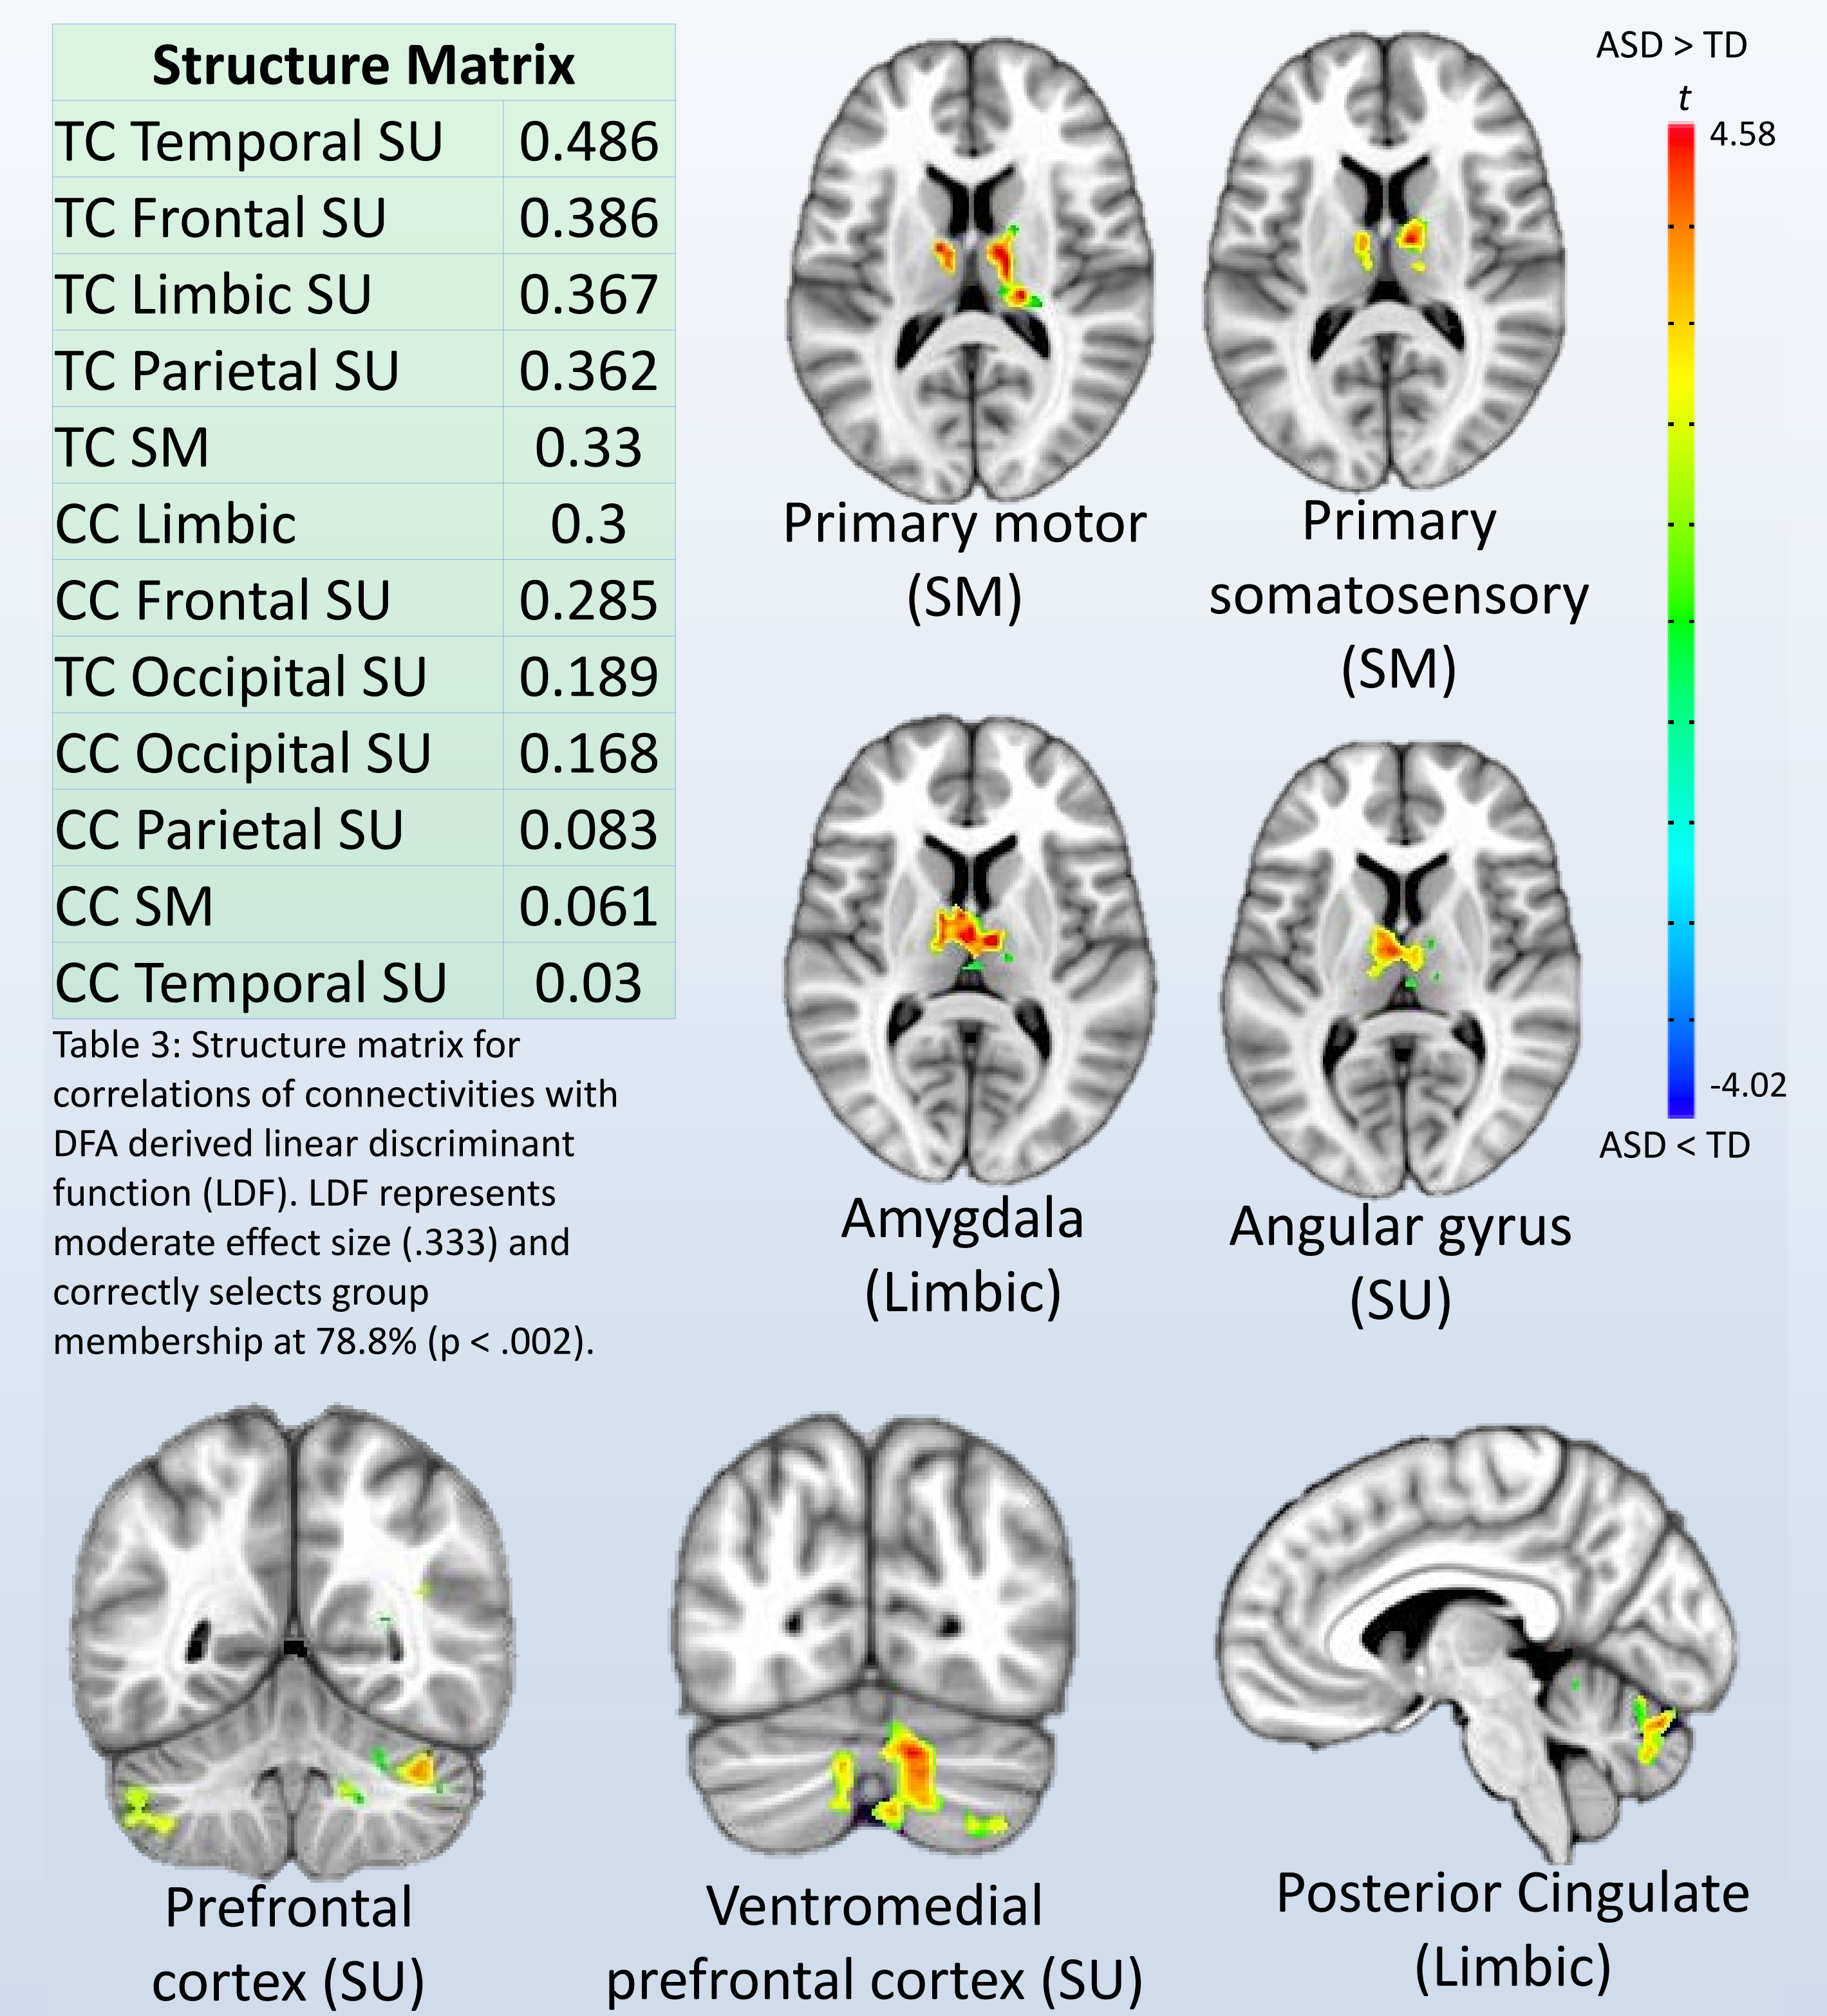 Structure Matrix
TC Temporal SU 0.486
TC Frontal SU 0.386
TC Limbic SU 0.367
TC Parietal SU 0.362
TC SM 0.33
CC Limbic 0.3
CC Frontal SU 0.285
TC Occipital SU 0.189
CC Occipital SU 0.168
CC Parietal SU 0.083
CC SM 0.061
CC Temporal SU 0.03
Table 3: Structure matrix for
correlations of connectivities with
DFA derived linear discriminant
function (LDF). LDF represents
moderate effect size (.333) and
correctly selects group
membership at 78.8% (p < .002).
Primary motor
(SM)
Primary
somatosensory
(SM)
ASD > TD
t
4.58
-4.02
ASD < TD
Amygdala
(Limbic)
Angular gyrus
(SU)
Prefrontal
cortex (SU)
Ventromedial
prefrontal cortex (SU)
Posterior Cingulate
(Limbic)